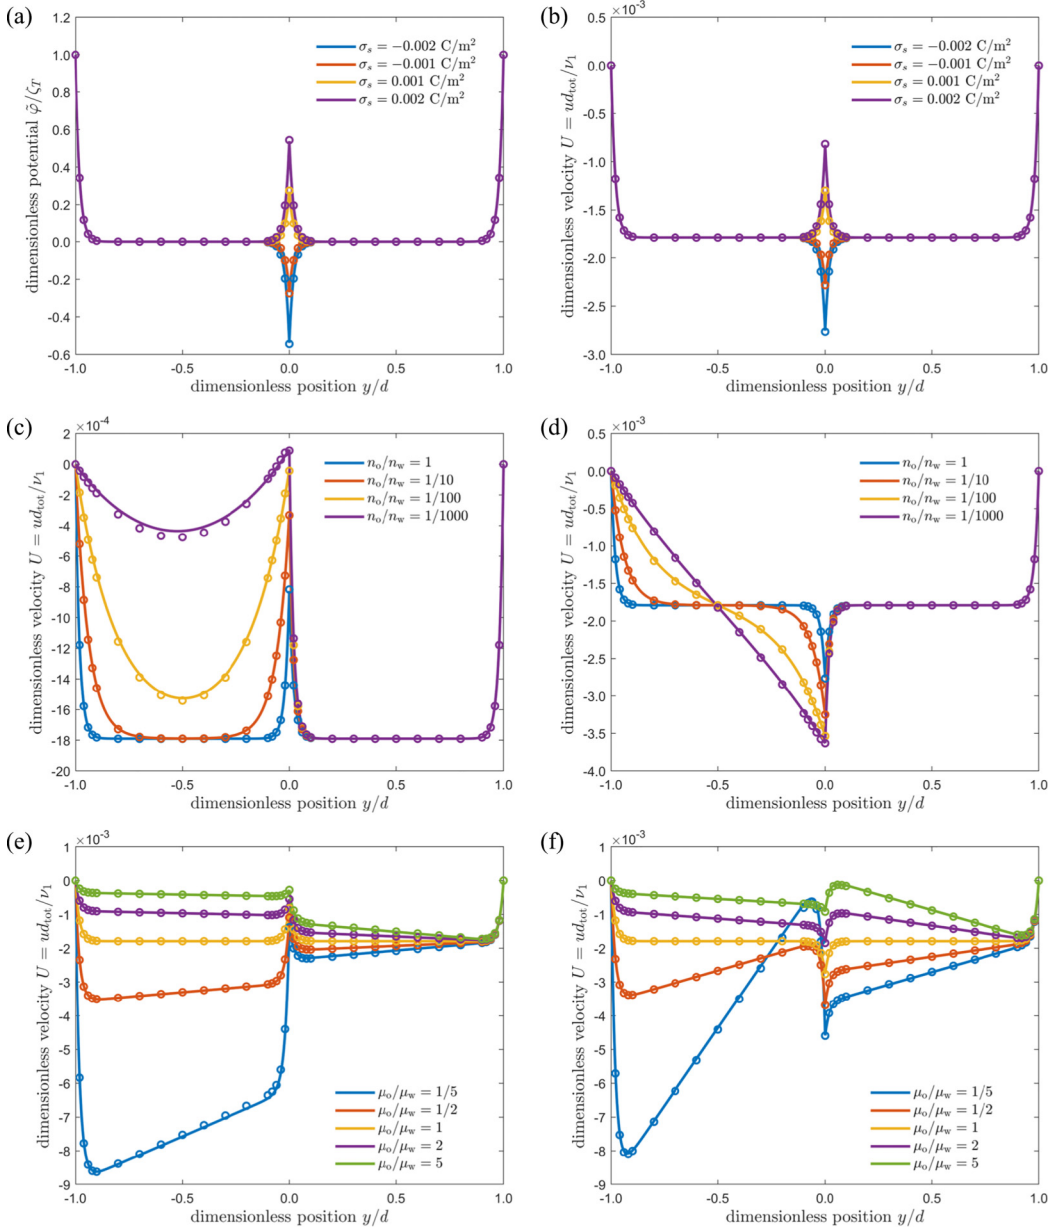 (a)
1.2
1.0
0.8
0.6
0.4
0.2
0.0
-0.2
-0.4
-0.6
-1.0 -0.5 0.0 0.5 1.0
dimensionless potential φ̃/ζ_T
dimensionless position y/d
σ_s = −0.002 C/m²
σ_s = −0.001 C/m²
σ_s = 0.001 C/m²
σ_s = 0.002 C/m²
(b)
×10⁻³
0.5
0.0
-0.5
-1.0
-1.5
-2.0
-2.5
-3.0
-1.0 -0.5 0.0 0.5 1.0
dimensionless velocity U = ud_tot/ν₁
dimensionless position y/d
σ_s = −0.002 C/m²
σ_s = −0.001 C/m²
σ_s = 0.001 C/m²
σ_s = 0.002 C/m²
(c)
×10⁻⁴
2
0
-2
-4
-6
-8
-10
-12
-14
-16
-18
-20
-1.0 -0.5 0.0 0.5 1.0
dimensionless velocity U = ud_tot/ν₁
dimensionless position y/d
n_o/n_w = 1
n_o/n_w = 1/10
n_o/n_w = 1/100
n_o/n_w = 1/1000
(d)
×10⁻³
0.5
0.0
-0.5
-1.0
-1.5
-2.0
-2.5
-3.0
-3.5
-4.0
-1.0 -0.5 0.0 0.5 1.0
dimensionless velocity U = ud_tot/ν₁
dimensionless position y/d
n_o/n_w = 1
n_o/n_w = 1/10
n_o/n_w = 1/100
n_o/n_w = 1/1000
(e)
×10⁻³
1
0
-1
-2
-3
-4
-5
-6
-7
-8
-9
-1.0 -0.5 0.0 0.5 1.0
dimensionless velocity U = ud_tot/ν₁
dimensionless position y/d
μ_o/μ_w = 1/5
μ_o/μ_w = 1/2
μ_o/μ_w = 1
μ_o/μ_w = 2
μ_o/μ_w = 5
(f)
×10⁻³
1
0
-1
-2
-3
-4
-5
-6
-7
-8
-9
-1.0 -0.5 0.0 0.5 1.0
dimensionless velocity U = ud_tot/ν₁
dimensionless position y/d
μ_o/μ_w = 1/5
μ_o/μ_w = 1/2
μ_o/μ_w = 1
μ_o/μ_w = 2
μ_o/μ_w = 5